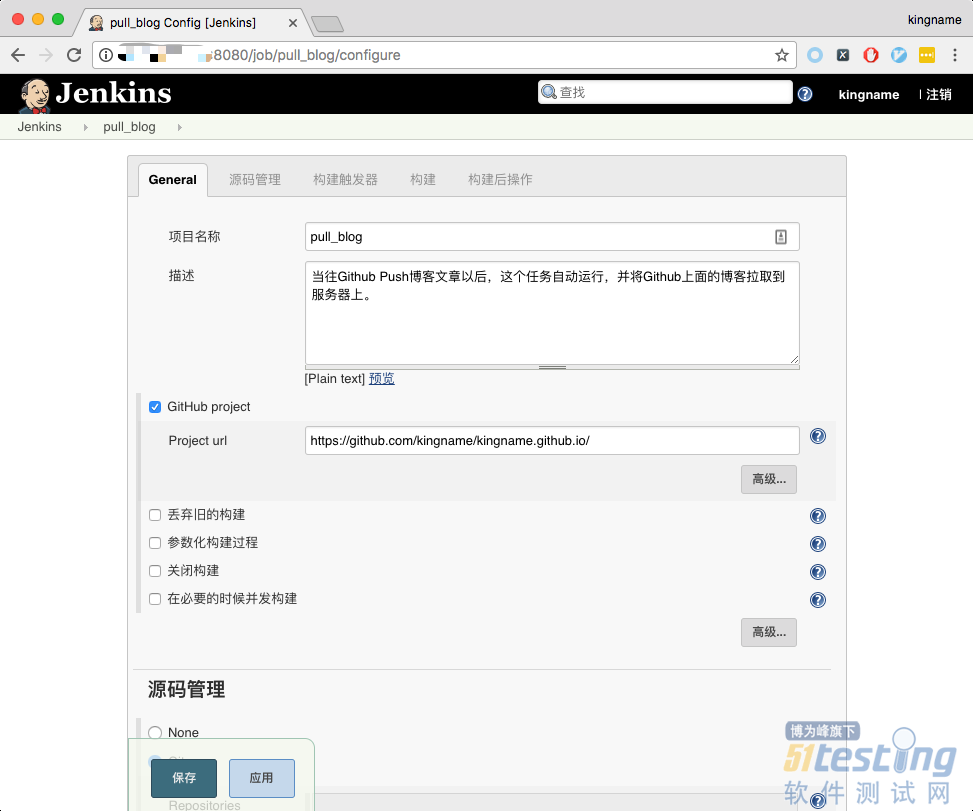 pull_blog Config [Jenkins]
kingname
:8080/job/pull_blog/configure
Jenkins
查找
kingname
注销
Jenkins
pull_blog
General
源码管理
构建触发器
构建
构建后操作
项目名称
pull_blog
描述
当往Github Push博客文章以后，这个任务自动运行，并将Github上面的博客拉取到
服务器上。
[Plain text] 预览
GitHub project
Project url
https://github.com/kingname/kingname.github.io/
高级...
丢弃旧的构建
参数化构建过程
关闭构建
在必要的时候并发构建
高级...
源码管理
None
Git
保存
应用
Repositories
博为峰旗下
51testing
软件测试网